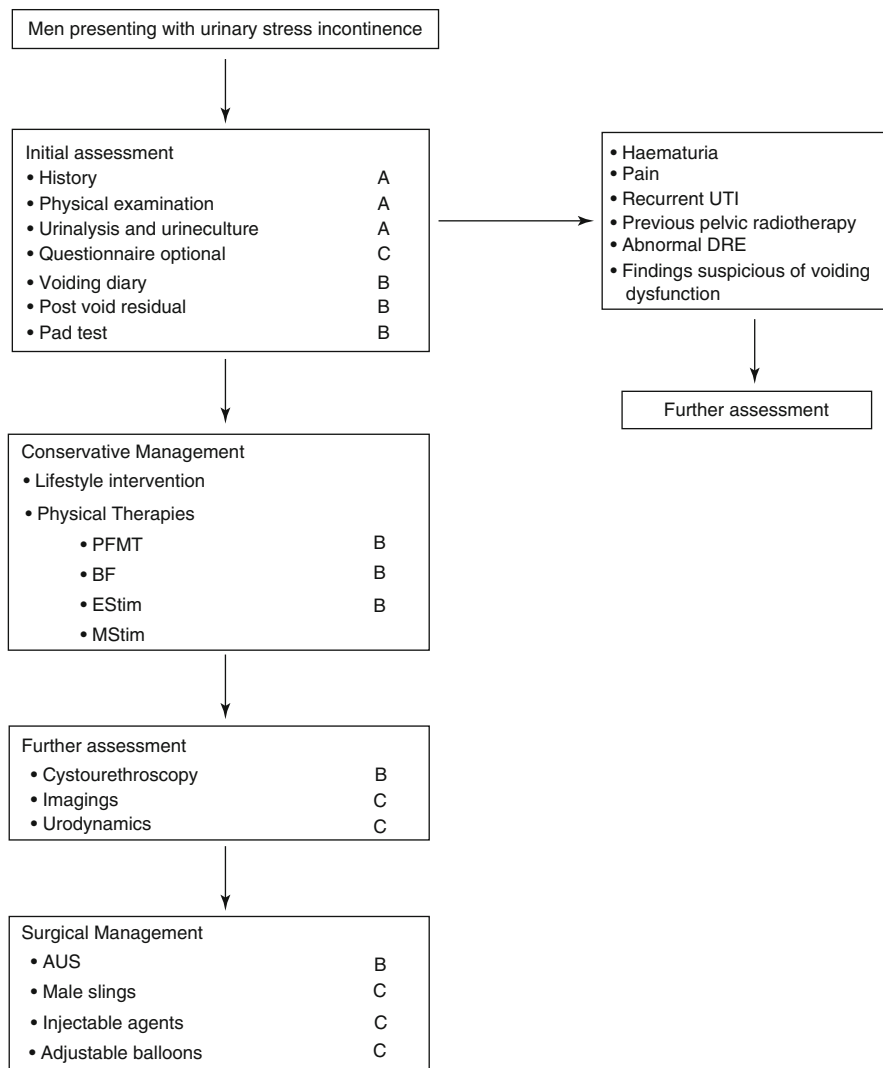 Men presenting with urinary stress incontinence
Initial assessment
• History A
• Physical examination A
• Urinalysis and urineculture A
• Questionnaire optional C
• Voiding diary B
• Post void residual B
• Pad test B
• Haematuria
• Pain
• Recurrent UTI
• Previous pelvic radiotherapy
• Abnormal DRE
• Findings suspicious of voiding
dysfunction
Further assessment
Conservative Management
• Lifestyle intervention
• Physical Therapies
• PFMT B
• BF B
• EStim B
• MStim
Further assessment
• Cystourethroscopy B
• Imagings C
• Urodynamics C
Surgical Management
• AUS B
• Male slings C
• Injectable agents C
• Adjustable balloons C